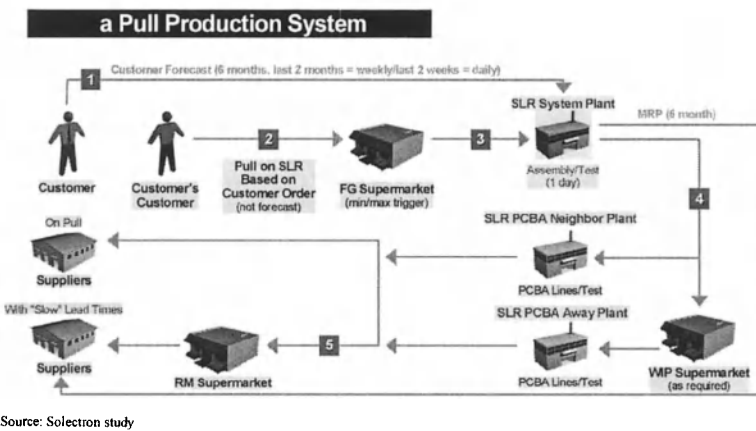 a Pull Production System
1
Customer Forecast (6 months, last 2 months = weekly/last 2 weeks = daily)
SLR System Plant
MRP (6 month)
2
3
Customer
Customer's
Customer
Pull on SLR
Based on
Customer Order
(not forecast)
FG Supermarket
(min/max trigger)
Assembly/Test
(1 day)
4
On Pull
Suppliers
SLR PCBA Neighbor Plant
PCBA Lines/Test
With "Slow" Lead Times
Suppliers
RM Supermarket
5
SLR PCBA Away Plant
PCBA Lines/Test
WIP Supermarket
(as required)
Source: Solectron study